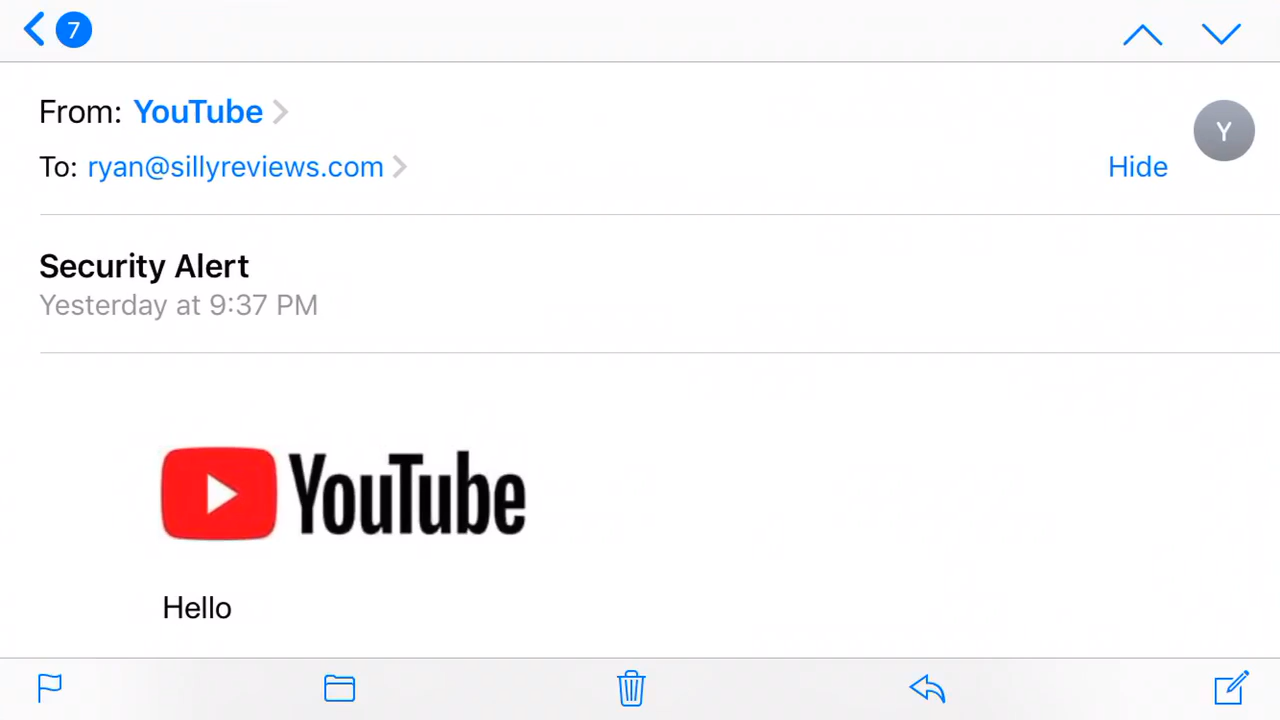 7
From: YouTube
To: ryan@sillyreviews.com
Hide
Y
Security Alert
Yesterday at 9:37 PM
YouTube
Hello